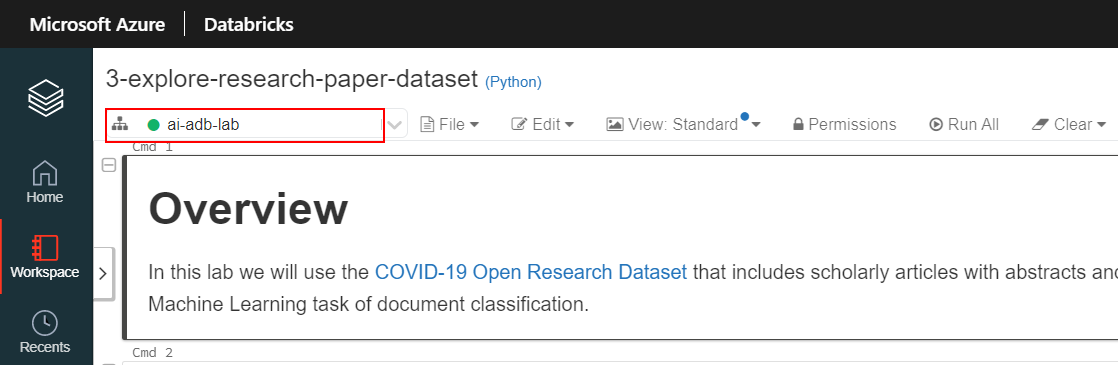 Microsoft Azure Databricks
3-explore-research-paper-dataset (Python)
ai-adb-lab File Edit View: Standard Permissions Run All Clear
Cmd 1
Overview
Home
In this lab we will use the COVID-19 Open Research Dataset that includes scholarly articles with abstracts and
Workspace
Machine Learning task of document classification.
Recents
Cmd 2